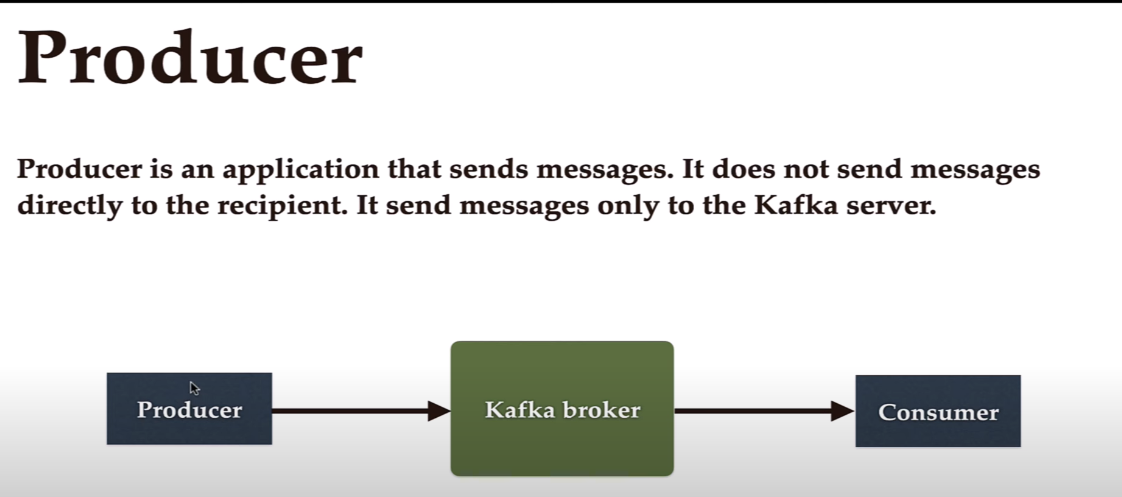 Producer
Producer is an application that sends messages. It does not send messages
directly to the recipient. It send messages only to the Kafka server.
Producer
Kafka broker
Consumer